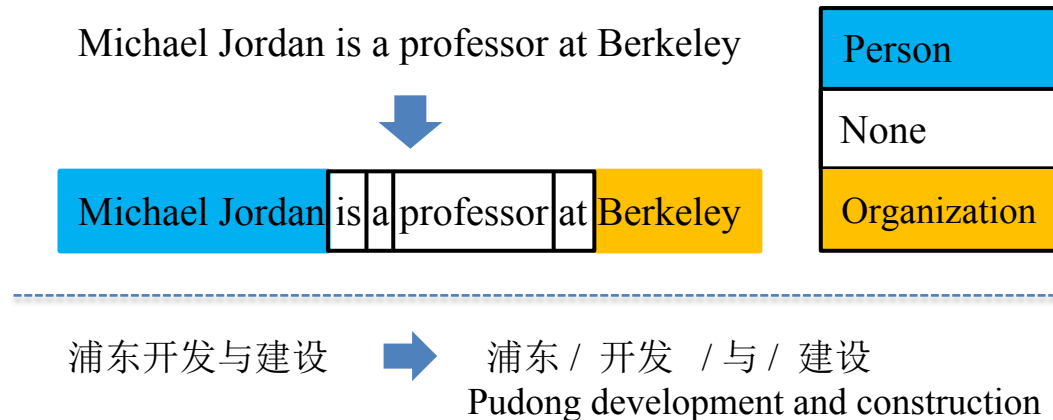 Michael Jordan is a professor at Berkeley
Person
None
Organization
Michael Jordan is a professor at Berkeley
浦东开发与建设
浦东 / 开发 / 与 / 建设
Pudong development and construction